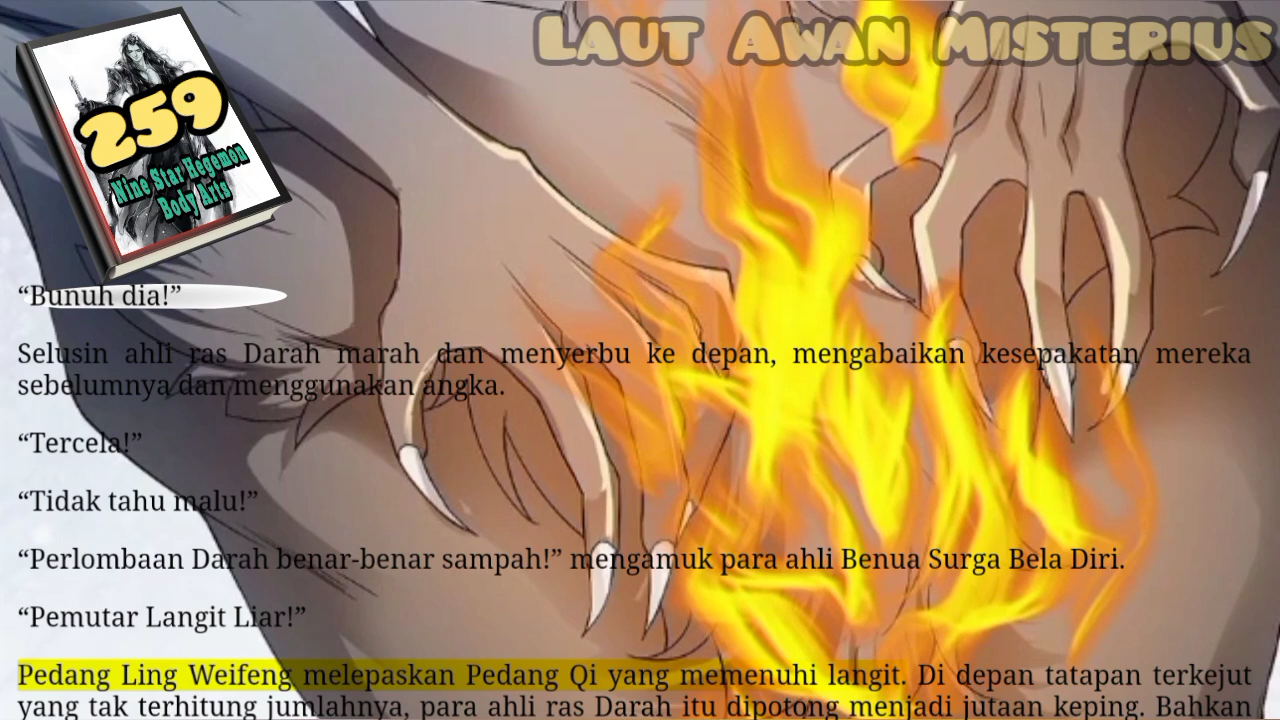 Laut Awan Misterius
259
Nine Star Hegemon
Body Arts
“Bunuh dia!”
Selusin ahli ras Darah marah dan menyerbu ke depan, mengabaikan kesepakatan mereka
sebelumnya dan menggunakan angka.
“Tercela!”
“Tidak tahu malu!”
“Perlombaan Darah benar-benar sampah!” mengamuk para ahli Benua Surga Bela Diri.
“Pemutar Langit Liar!”
Pedang Ling Weifeng melepaskan Pedang Qi yang memenuhi langit. Di depan tatapan terkejut
yang tak terhitung jumlahnya, para ahli ras Darah itu dipotong menjadi jutaan keping. Bahkan